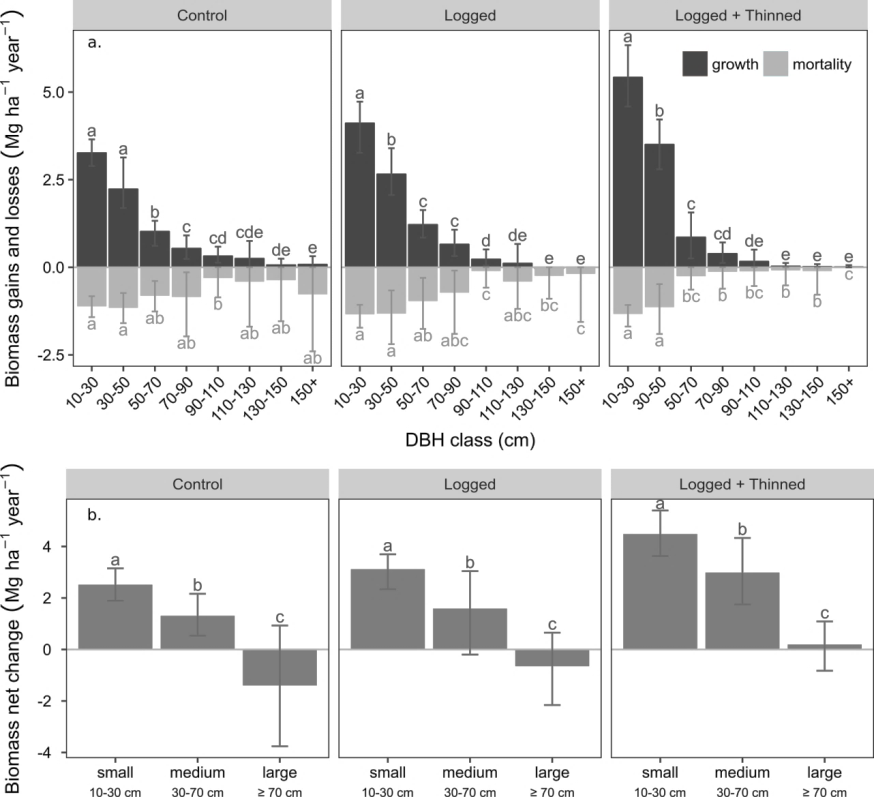 Control Logged Logged + Thinned
a.
growth mortality
Biomass gains and losses (Mg ha⁻¹ year⁻¹)
5.0
2.5
0.0
-2.5
a a b c cd cde de e
a a ab ab b ab ab ab
a b c c d de e e
a a ab abc c abc bc c
a b c cd de e e e
a a bc b bc b b c
10-30 30-50 50-70 70-90 90-110 110-130 130-150 150+
10-30 30-50 50-70 70-90 90-110 110-130 130-150 150+
10-30 30-50 50-70 70-90 90-110 110-130 130-150 150+
DBH class (cm)
Control Logged Logged + Thinned
b.
Biomass net change (Mg ha⁻¹ year⁻¹)
4
2
0
-2
-4
a b c
a b c
a b c
small medium large small medium large small medium large
10-30 cm 30-70 cm ≥ 70 cm 10-30 cm 30-70 cm ≥ 70 cm 10-30 cm 30-70 cm ≥ 70 cm